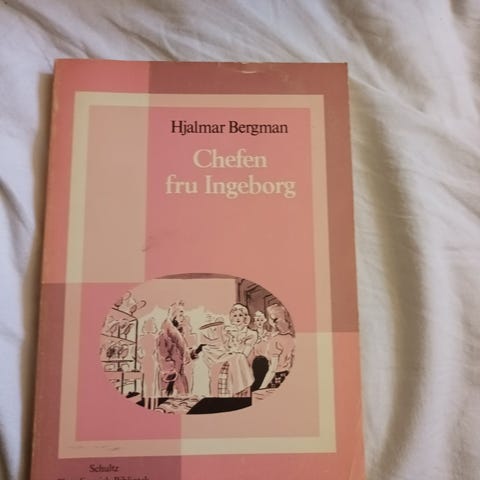 Hjalmar Bergman
Chefen
fru Ingeborg
Schultz